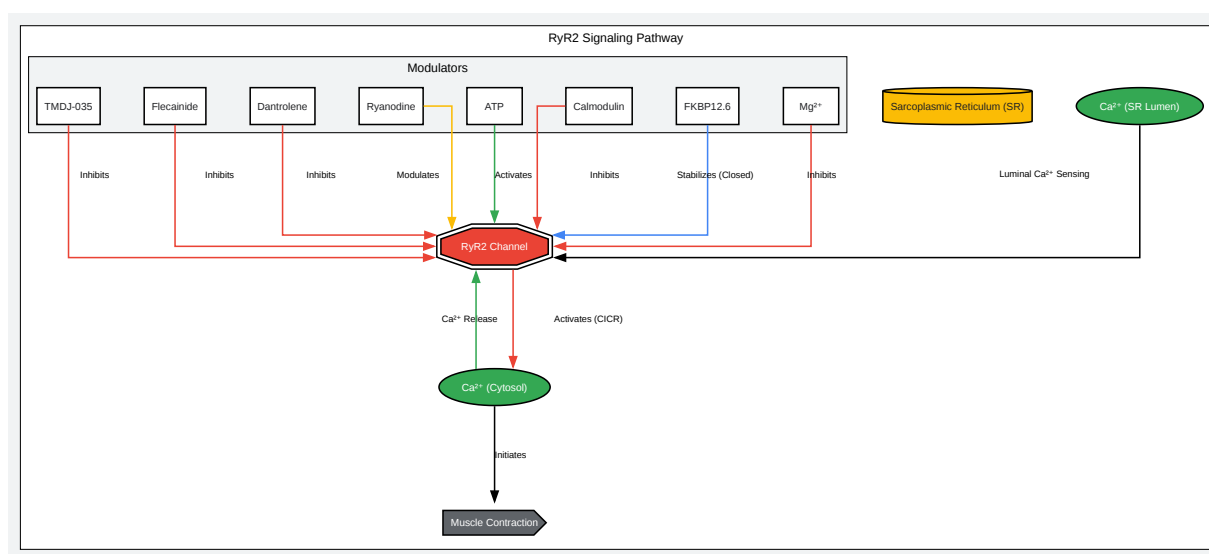 RyR2 Signaling Pathway
Modulators
TMDJ-035
Flecainide
Dantrolene
Ryanodine
ATP
Calmodulin
FKBP12.6
Mg²⁺
Sarcoplasmic Reticulum (SR)
Ca²⁺ (SR Lumen)
Inhibits
Inhibits
Inhibits
Modulates
Activates
Inhibits
Stabilizes (Closed)
Inhibits
Luminal Ca²⁺ Sensing
RyR2 Channel
Ca²⁺ Release
Activates (CICR)
Ca²⁺ (Cytosol)
Initiates
Muscle Contraction